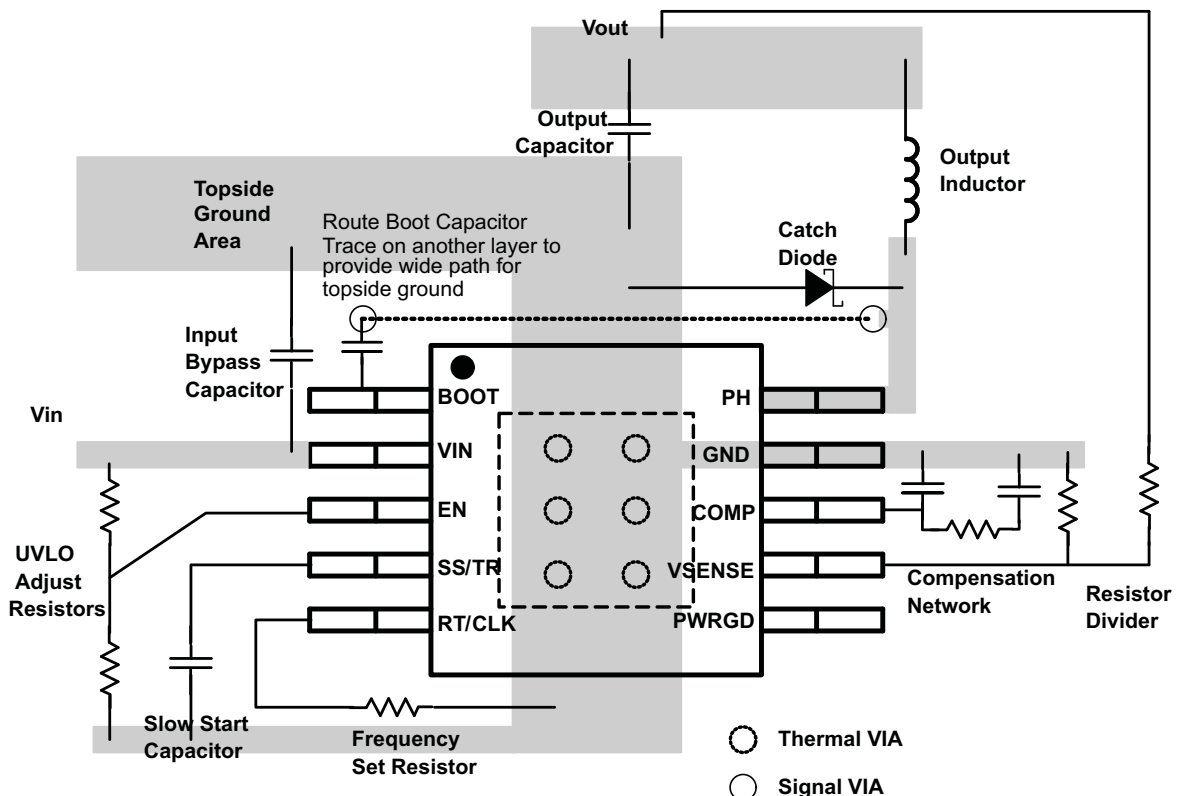 Vout
Output
Capacitor
Output
Inductor
Topside
Ground
Area
Route Boot Capacitor
Trace on another layer to
provide wide path for
topside ground
Catch
Diode
Input
Bypass
Capacitor
Vin
BOOT
VIN
EN
SS/TR
RT/CLK
PH
GND
COMP
VSENSE
PWRGD
UVLO
Adjust
Resistors
Compensation
Network
Resistor
Divider
Slow Start
Capacitor
Frequency
Set Resistor
Thermal VIA
Signal VIA